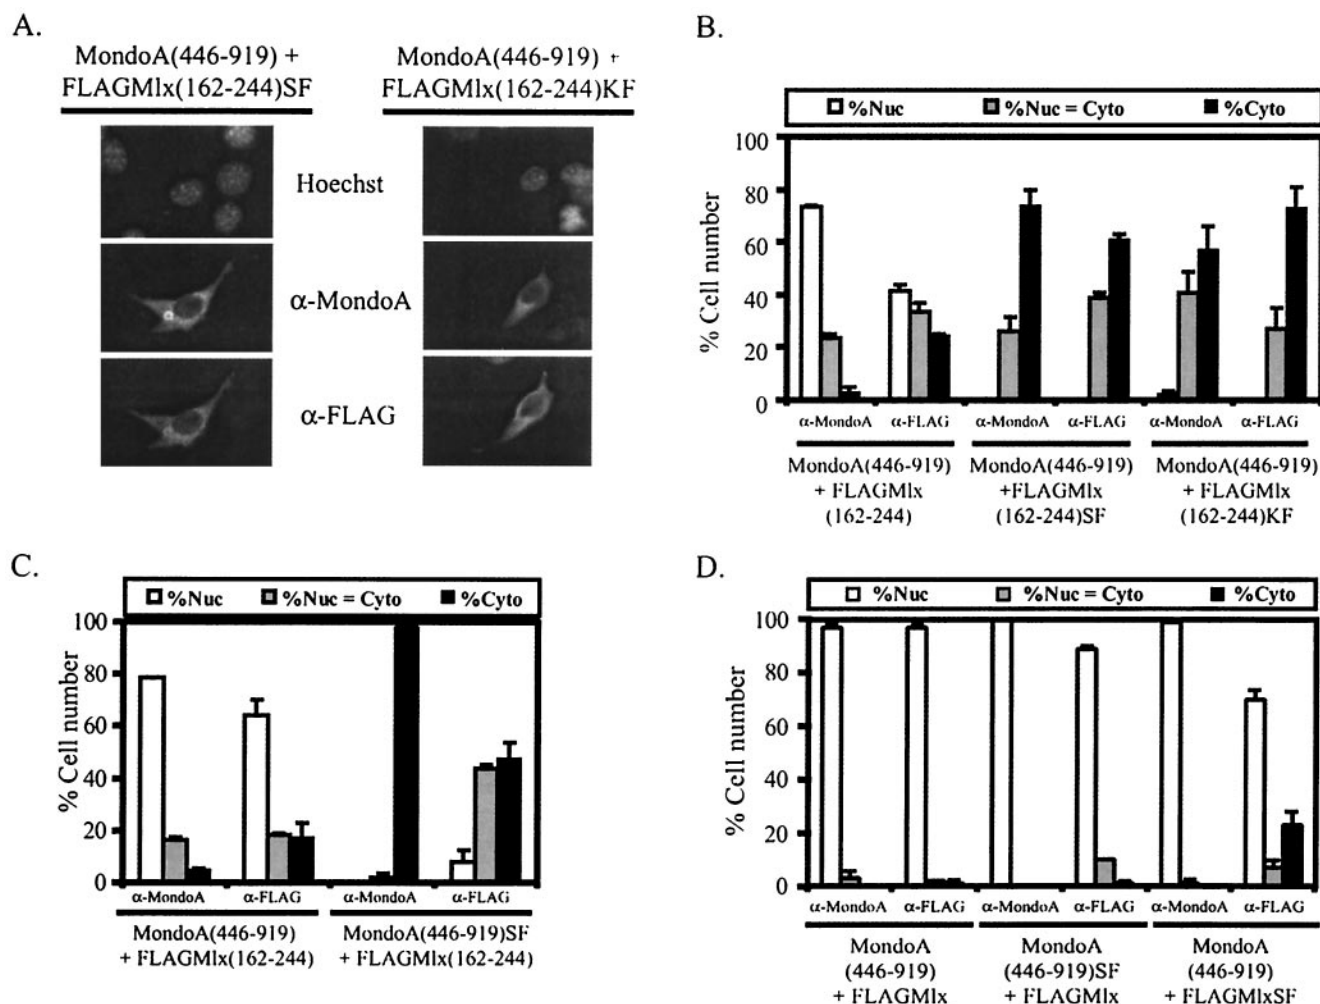 A.
MondoA(446-919) +
FLAGMlx(162-244)SF
MondoA(446-919) +
FLAGMlx(162-244)KF
Hoechst
α-MondoA
α-FLAG
B.
%Nuc %Nuc = Cyto %Cyto
% Cell number
100
80
60
40
20
0
α-MondoA α-FLAG α-MondoA α-FLAG α-MondoA α-FLAG
MondoA(446-919)
+ FLAGMlx
(162-244)
MondoA(446-919)
+FLAGMlx
(162-244)SF
MondoA(446-919)
+ FLAGMlx
(162-244)KF
C.
%Nuc %Nuc = Cyto %Cyto
% Cell number
100
80
60
40
20
0
α-MondoA α-FLAG α-MondoA α-FLAG
MondoA(446-919)
+ FLAGMlx(162-244)
MondoA(446-919)SF
+ FLAGMlx(162-244)
D.
%Nuc %Nuc = Cyto %Cyto
% Cell number
100
80
60
40
20
0
α-MondoA α-FLAG α-MondoA α-FLAG α-MondoA α-FLAG
MondoA
(446-919)
+ FLAGMlx
MondoA
(446-919)SF
+ FLAGMlx
MondoA
(446-919)
+ FLAGMlxSF